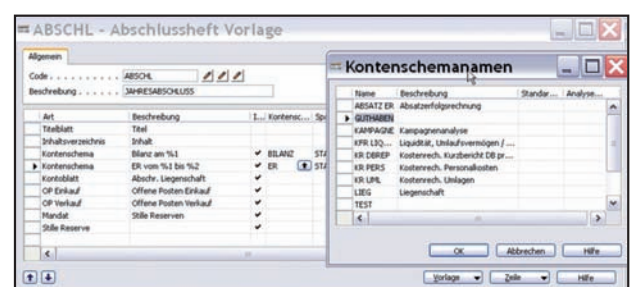 ABSCHL - Abschlussheft Vorlage
Allgemein
Code . . . . . . . . . . ABSCHL
Beschreibung . . . . . . JAHRESABSCHLUSS
Art Beschreibung I... Kontensc...
Titelblatt Titel
Inhaltsverzeichnis Inhalt
Kontenschema Bilanz am %1 BILANZ STA
Kontenschema ER vom %1 bis %2 ER STA
Kontoblatt Abschr. Liegenschaft
OP Einkauf Offene Posten Einkauf
OP Verkauf Offene Posten Verkauf
Mandat Stille Reserven
Stille Reserve
Vorlage Zeile Hilfe
Kontenschemanamen
Name Beschreibung Standar... Analyse...
ABSATZ ER Absatzerfolgsrechnung
GUTHABEN
KAMPAGNE Kampagnenanalyse
KFR LIQ... Liquidität, Umlaufsvermögen / ...
KR DBREP Kostenrech. Kurzbericht DB pr...
KR PERS Kostenrech. Personalkosten
KR UML Kostenrech. Umlagen
LIEG Liegenschaft
TEST
OK Abbrechen Hilfe